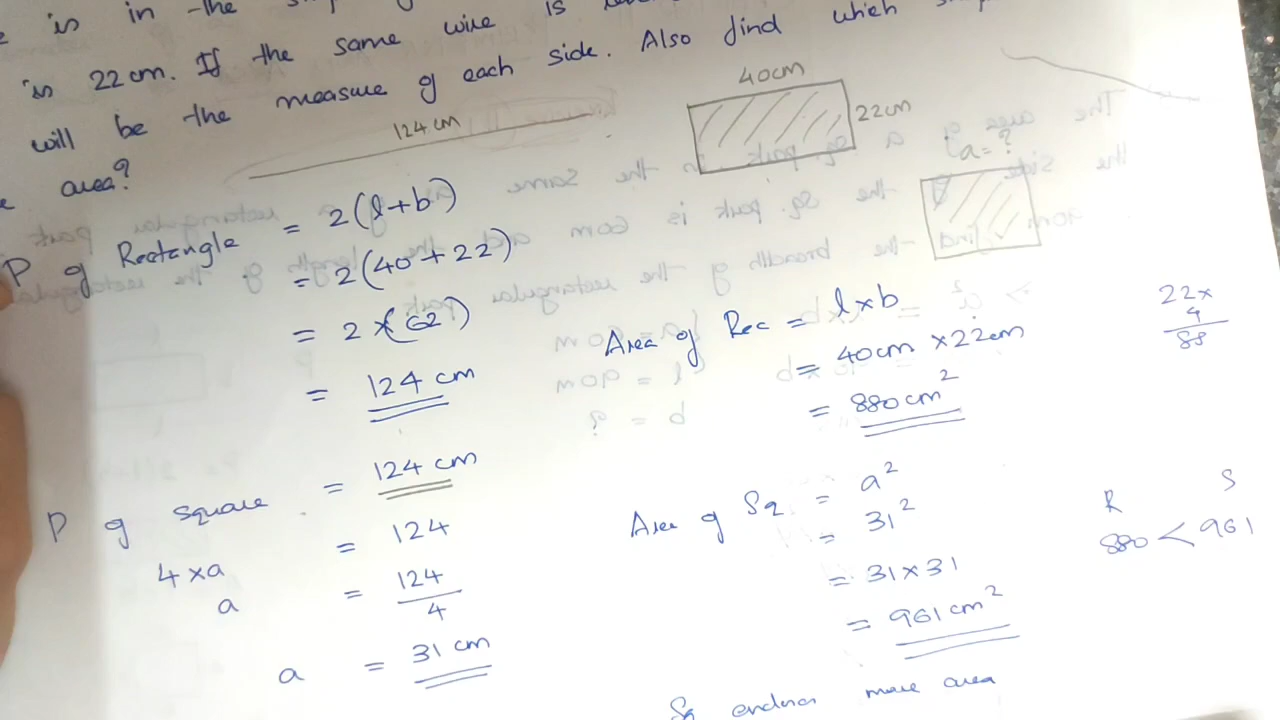 is in the
is 22 cm. If the same wire is
will be the measure of each side. Also find which
area?
124 cm
40cm
22cm
a = ?
P of Rectangle = 2(l+b)
= 2(40+22)
= 2×(62)
= 124 cm
P of square = 124 cm
4×a = 124
a = 124/4
a = 31 cm
Area of Rec = l×b
= 40cm ×22cm
= 880cm²
22×
4
88
Area of Sq = a²
= 31²
= 31×31
= 961 cm²
R S
880 < 961
Sq encloses more area